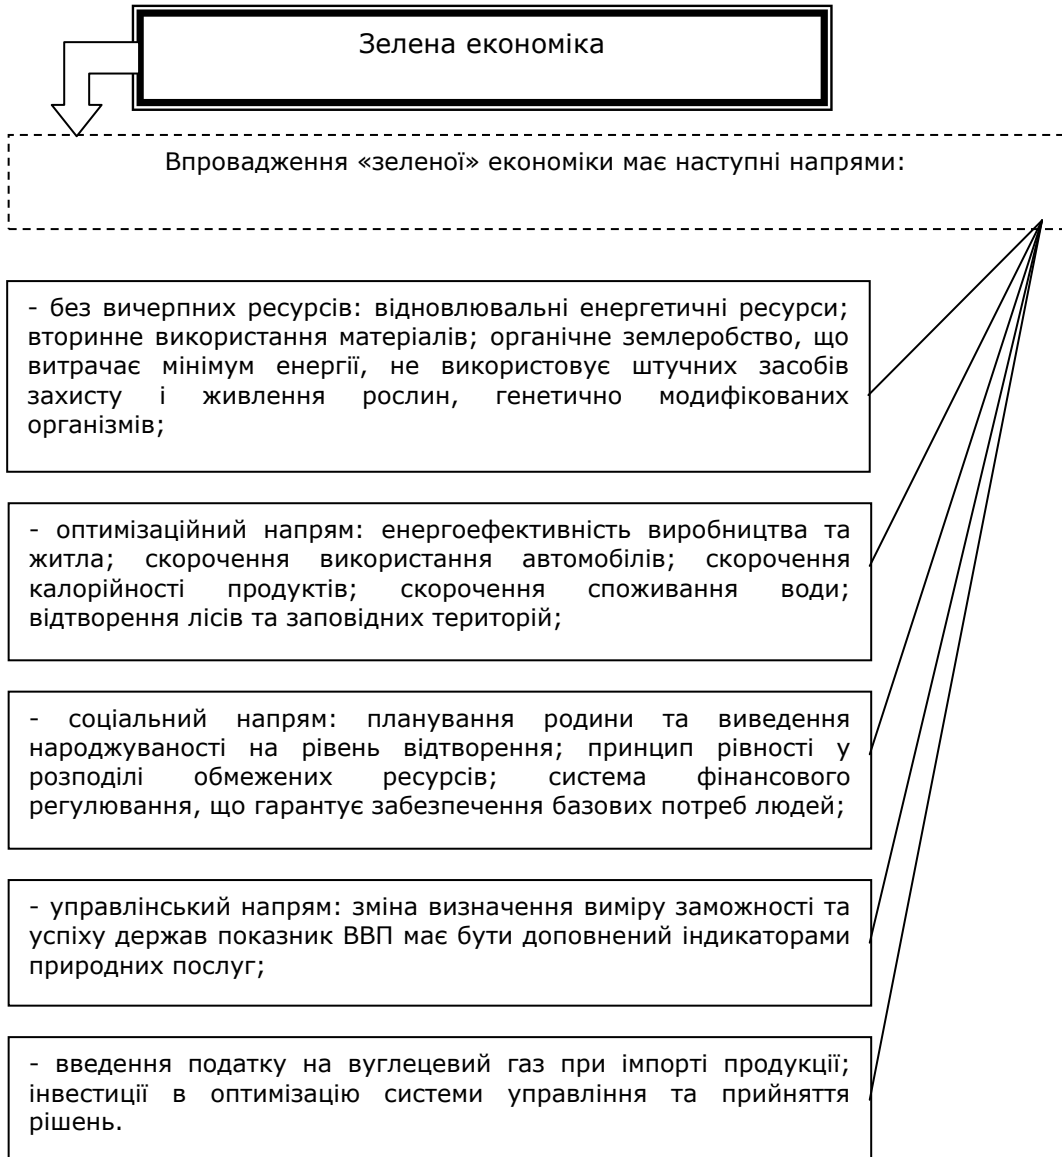 Зелена економіка
Впровадження «зеленої» економіки має наступні напрями:
- без вичерпних ресурсів: відновлювальні енергетичні ресурси;
вторинне використання матеріалів; органічне землеробство, що
витрачає мінімум енергії, не використовує штучних засобів
захисту і живлення рослин, генетично модифікованих
організмів;
- оптимізаційний напрям: енергоефективність виробництва та
житла; скорочення використання автомобілів; скорочення
калорійності продуктів; скорочення споживання води;
відтворення лісів та заповідних територій;
- соціальний напрям: планування родини та виведення
народжуваності на рівень відтворення; принцип рівності у
розподілі обмежених ресурсів; система фінансового
регулювання, що гарантує забезпечення базових потреб людей;
- управлінський напрям: зміна визначення виміру заможності та
успіху держав показник ВВП має бути доповнений індикаторами
природних послуг;
- введення податку на вуглецевий газ при імпорті продукції;
інвестиції в оптимізацію системи управління та прийняття
рішень.